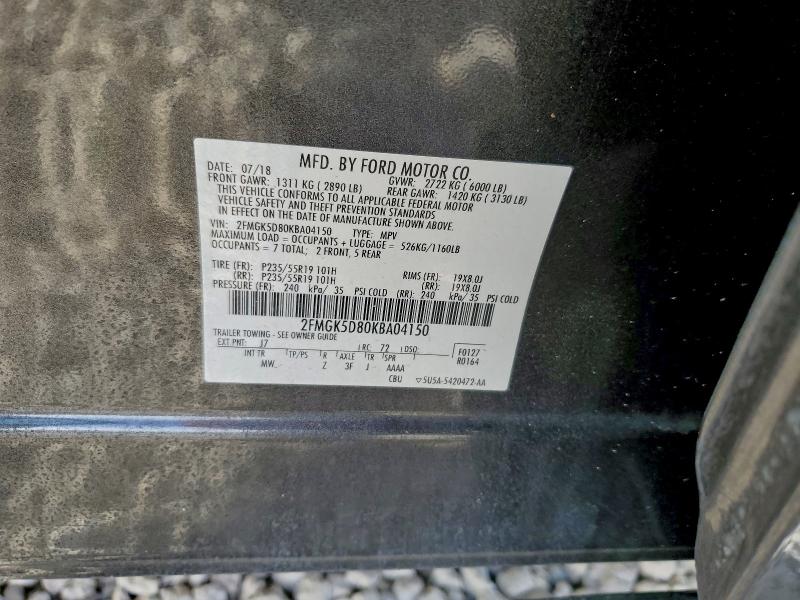 MFD. BY FORD MOTOR CO.
DATE: 07/18 GVWR: 2722 KG ( 6000 LB)
FRONT GAWR: 1311 KG ( 2890 LB) REAR GAWR: 1420 KG ( 3130 LB)
THIS VEHICLE CONFORMS TO ALL APPLICABLE FEDERAL MOTOR
VEHICLE SAFETY AND THEFT PREVENTION STANDARDS
IN EFFECT ON THE DATE OF MANUFACTURE SHOWN ABOVE.
VIN: 2FMGK5D80KBA04150 TYPE: MPV
MAXIMUM LOAD = OCCUPANTS + LUGGAGE = 526KG/1160LB
OCCUPANTS = 7 TOTAL; 2 FRONT, 5 REAR
TIRE (FR): P235/55R19 101H RIMS (FR): 19X8.0J
(RR): P235/55R19 101H (RR): 19X8.0J
PRESSURE (FR): 240 kPa/ 35 PSI COLD (RR): 240 kPa/ 35 PSI COLD
2FMGK5D80KBA04150
TRAILER TOWING - SEE OWNER GUIDE
EXT PNT: J7 RC: 72 DSO: F0127
INT TR TP/PS R AXLE TR SPR R0164
MW Z 3F J AAAA
CBU ▽5U5A-5420472-AA